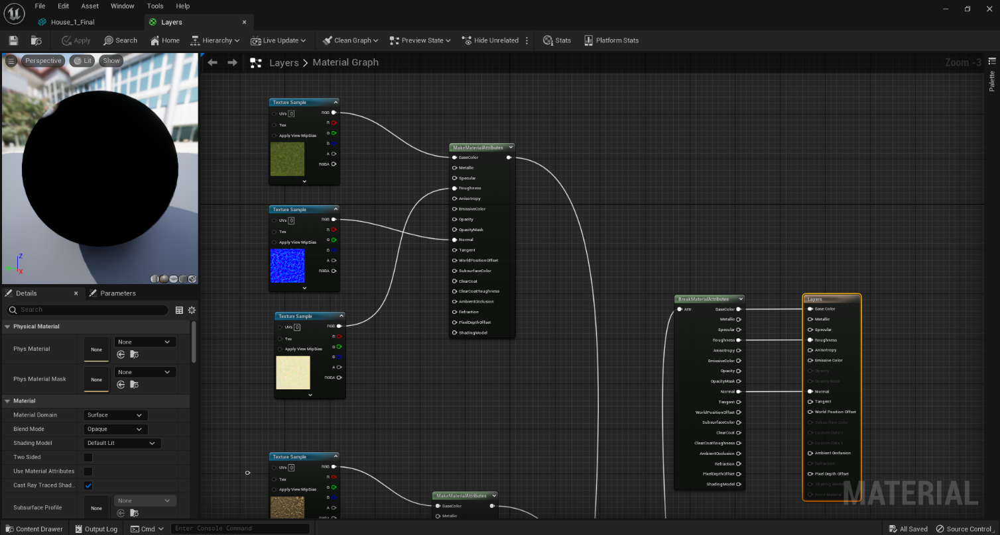 File Edit Asset Window Tools Help
House_1_Final
Layers
Apply Search Home Hierarchy Live Update Clean Graph Preview State Hide Unrelated Stats Platform Stats
Perspective Lit Show
Layers > Material Graph
Zoom -3
Palette
Texture Sample
UVs 0 RGB
R
Tex
G
Apply View MipBias
B
A
RGBA
MakeMaterialAttributes
BaseColor
Metallic
Specular
Roughness
Anisotropy
EmissiveColor
Opacity
OpacityMask
Normal
Tangent
WorldPositionOffset
SubsurfaceColor
ClearCoat
ClearCoatRoughness
AmbientOcclusion
Refraction
PixelDepthOffset
ShadingModel
Texture Sample
UVs 0 RGB
R
Tex
G
Apply View MipBias
B
A
RGBA
Texture Sample
UVs 0 RGB
R
Tex
G
Apply View MipBias
B
A
RGBA
Texture Sample
UVs 0 RGB
R
Tex
G
Apply View MipBias
B
A
MakeMaterialAttributes
BaseColor
Metallic
BreakMaterialAttributes
Attr BaseColor
Metallic
Specular
Roughness
Anisotropy
EmissiveColor
Opacity
OpacityMask
Normal
Tangent
WorldPositionOffset
SubsurfaceColor
ClearCoat
ClearCoatRoughness
AmbientOcclusion
Refraction
PixelDepthOffset
ShadingModel
Layers
Base Color
Metallic
Specular
Roughness
Anisotropy
Emissive Color
Opacity
Opacity Mask
Normal
Tangent
World Position Offset
Subsurface Color
Custom Data 0
Custom Data 1
Ambient Occlusion
Refraction
Pixel Depth Offset
Shading Model
Front Material
MATERIAL
Z
Y
X
Details Parameters
Search
Physical Material
Phys Material None None
Phys Material Mask None None
Material
Material Domain Surface
Blend Mode Opaque
Shading Model Default Lit
Two Sided
Use Material Attributes
Cast Ray Traced Shad...
Subsurface Profile None None
Content Drawer Output Log Cmd Enter Console Command All Saved Source Control